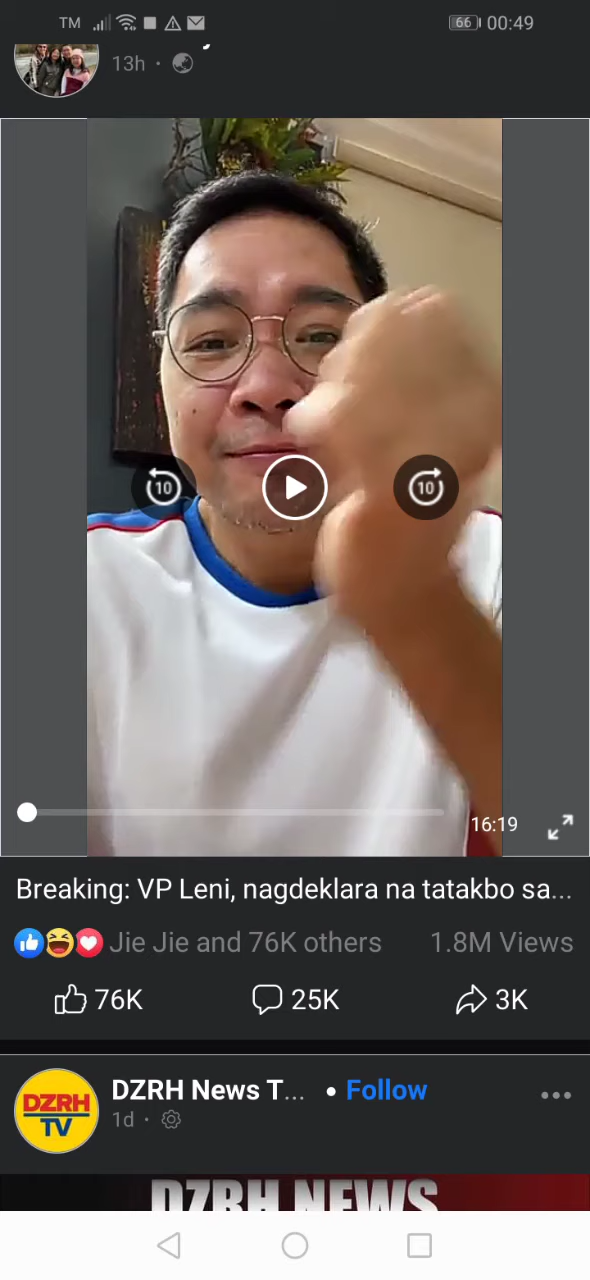 TM 66 00:49
13h ·
10 10
16:19
Breaking: VP Leni, nagdeklara na tatakbo sa...
Jie Jie and 76K others 1.8M Views
76K 25K 3K
DZRH TV
DZRH News T... • Follow
1d ·
DZRH NEWS